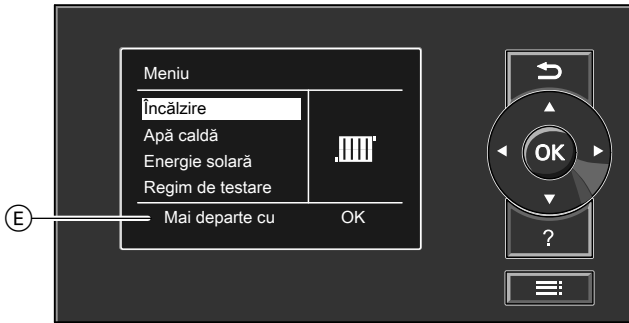 Meniu
Încălzire
Apă caldă
Energie solară
Regim de testare
Mai departe cu OK
E
OK
?